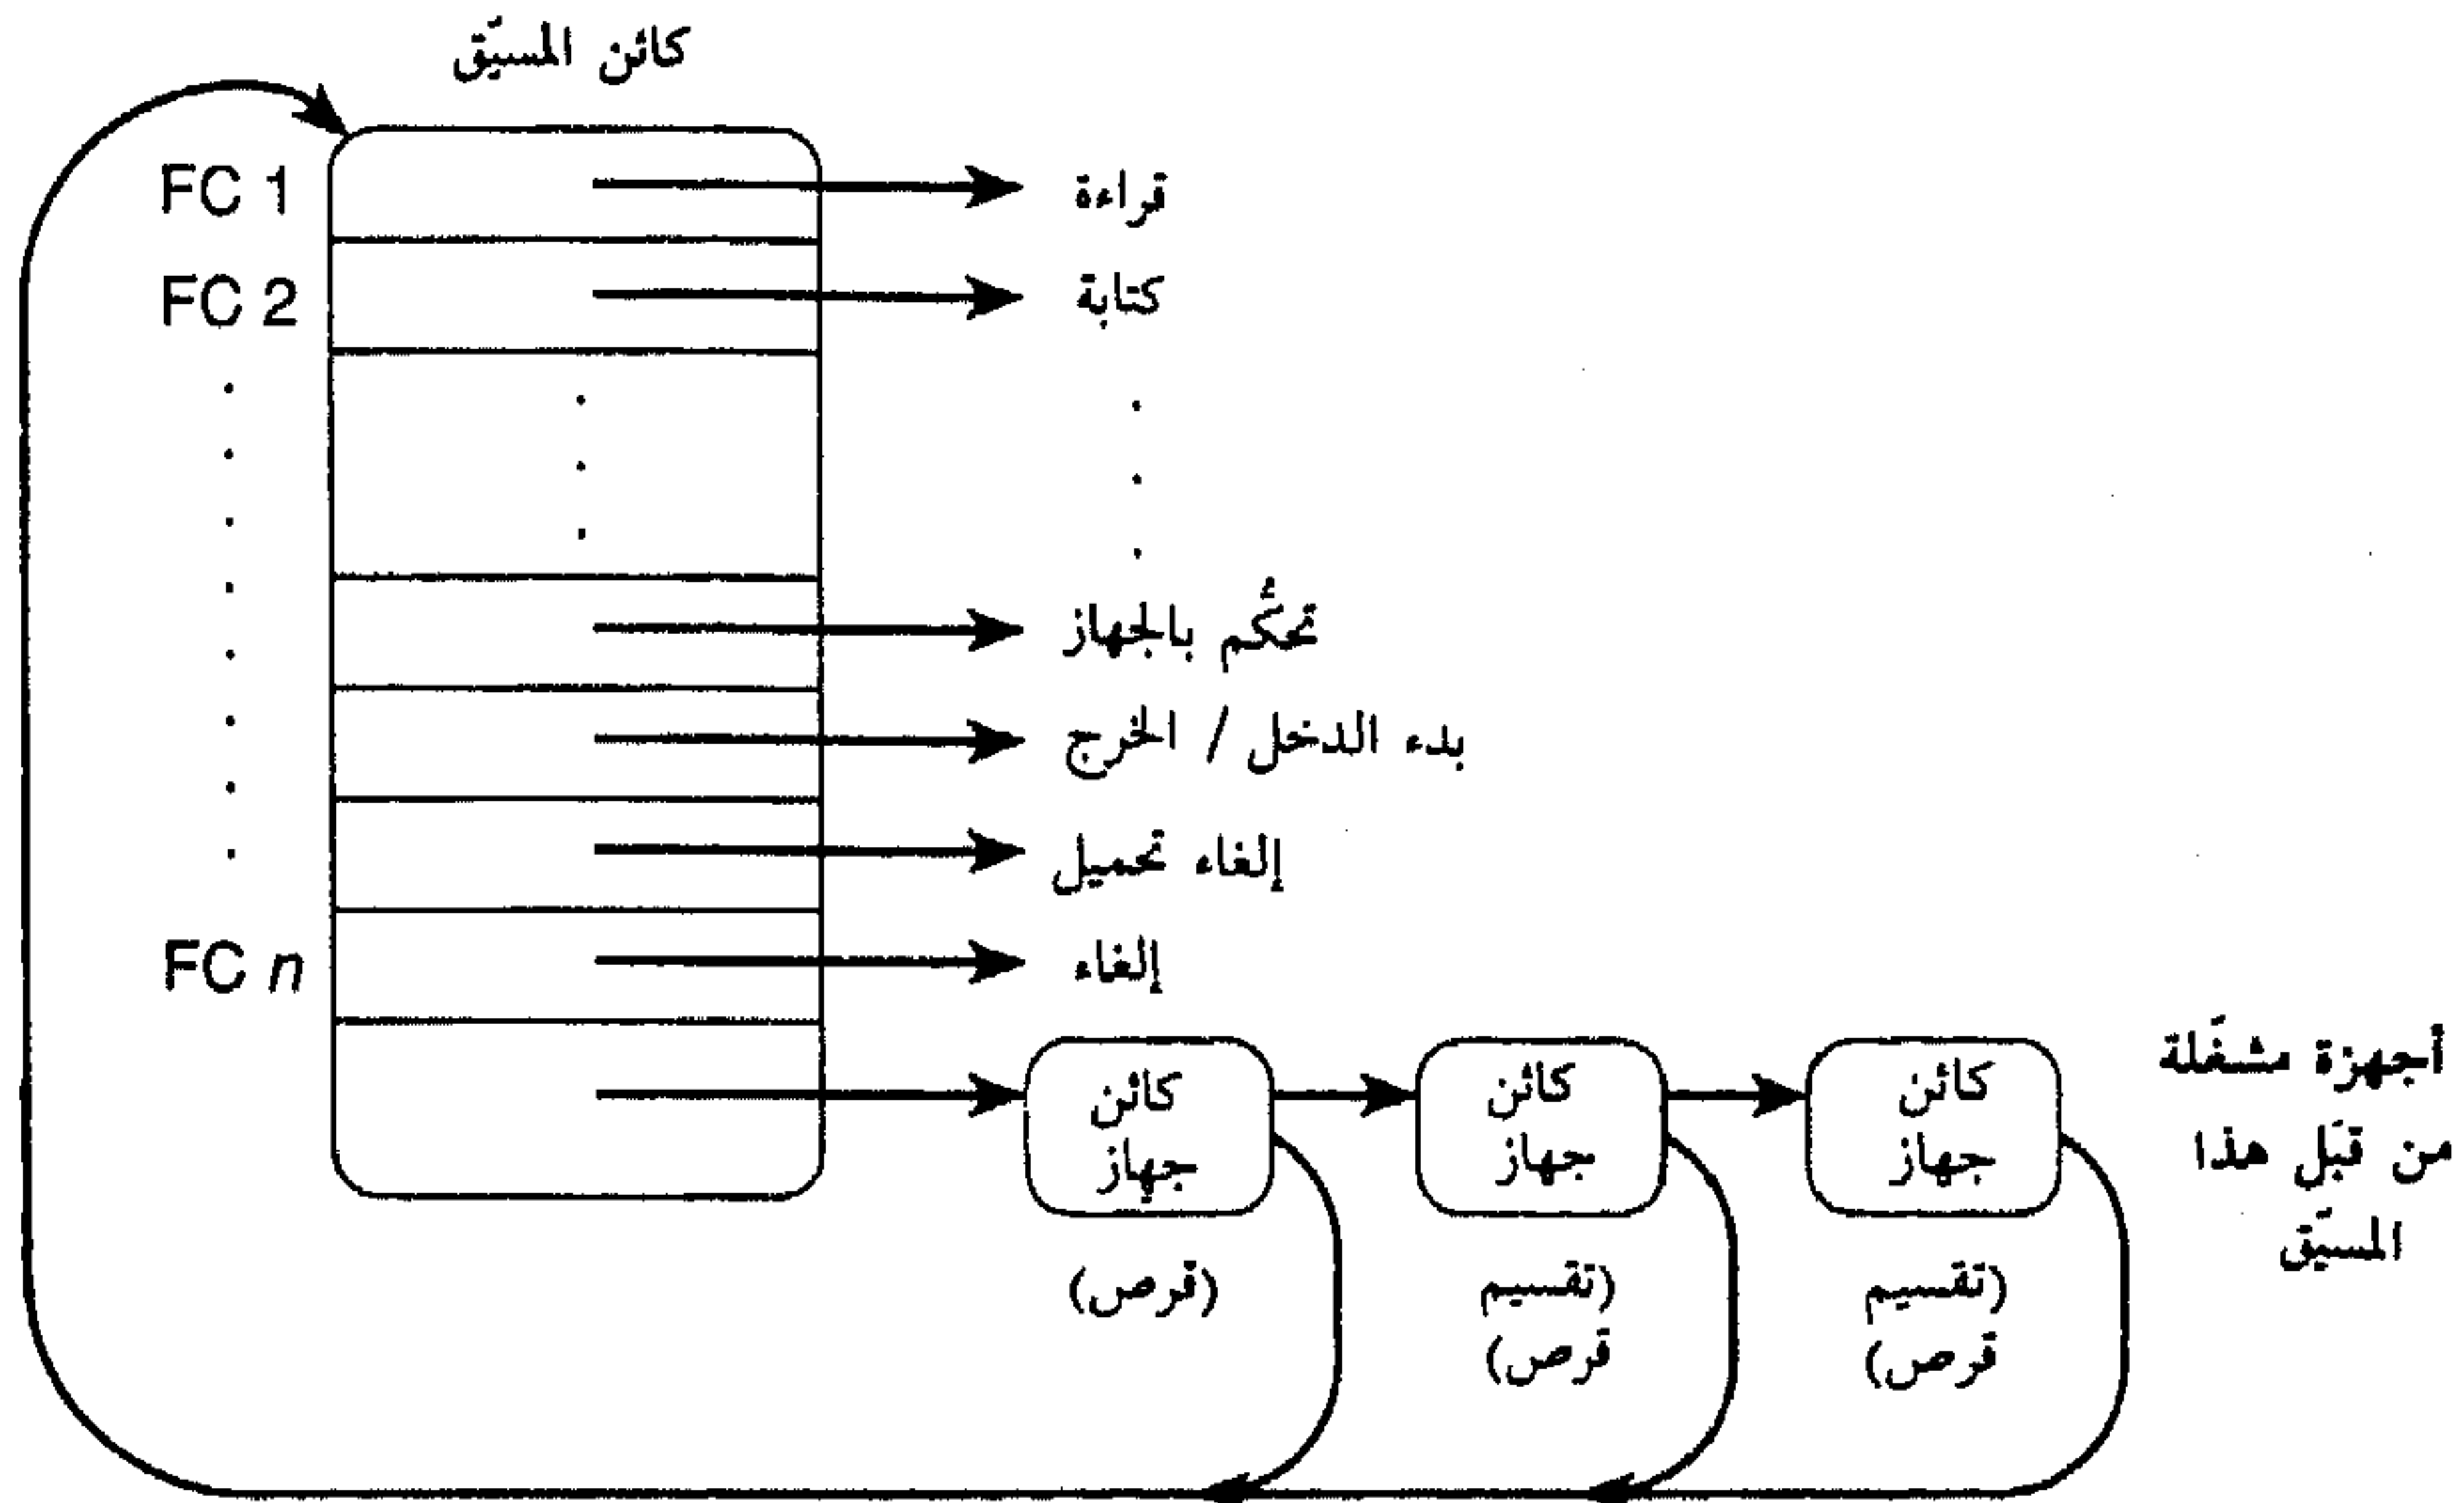 كائن المسيّق
FC 1
قراءة
FC 2
كتابة
تحكُّم بالجهاز
بدء الدخل / الخرج
إلغاء تحميل
FC n
إلغاء
كائن
جهاز
(قرص)
كائن
جهاز
(تقسيم
قرص)
كائن
جهاز
(تقسيم
قرص)
أجهزة مشغَّلة
من قبَل هذا
المسيّق